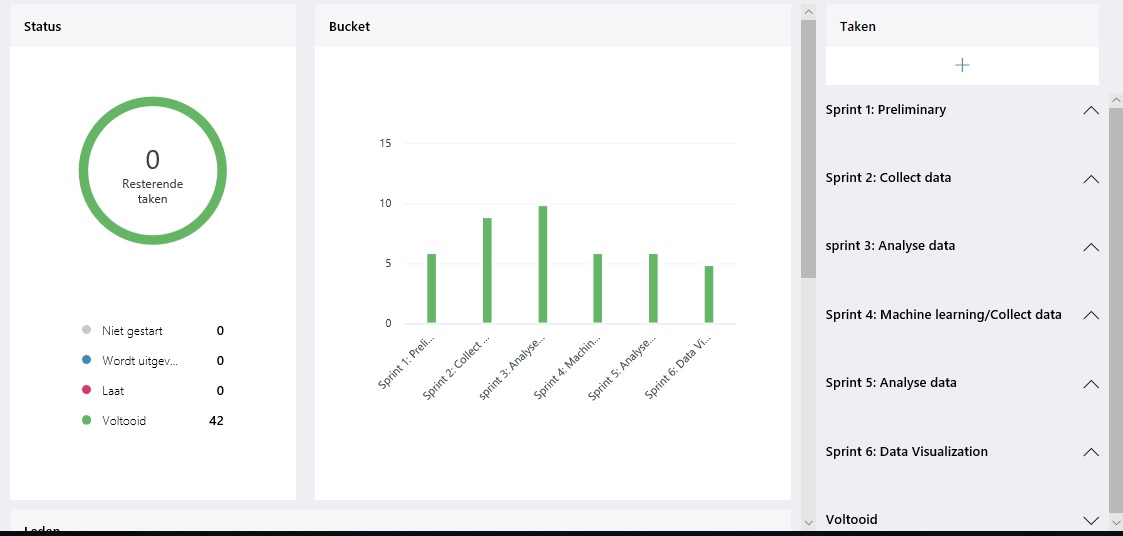 Status
0
Resterende
taken
Niet gestart 0
Wordt uitgev... 0
Laat 0
Voltooid 42
Bucket
15
10
5
0
Sprint 1: Preli...
Sprint 2: Collect ...
sprint 3: Analyse...
Sprint 4: Machin...
Sprint 5: Analyse...
Sprint 6: Data Vi...
Leden
Taken
+
Sprint 1: Preliminary
Sprint 2: Collect data
sprint 3: Analyse data
Sprint 4: Machine learning/Collect data
Sprint 5: Analyse data
Sprint 6: Data Visualization
Voltooid